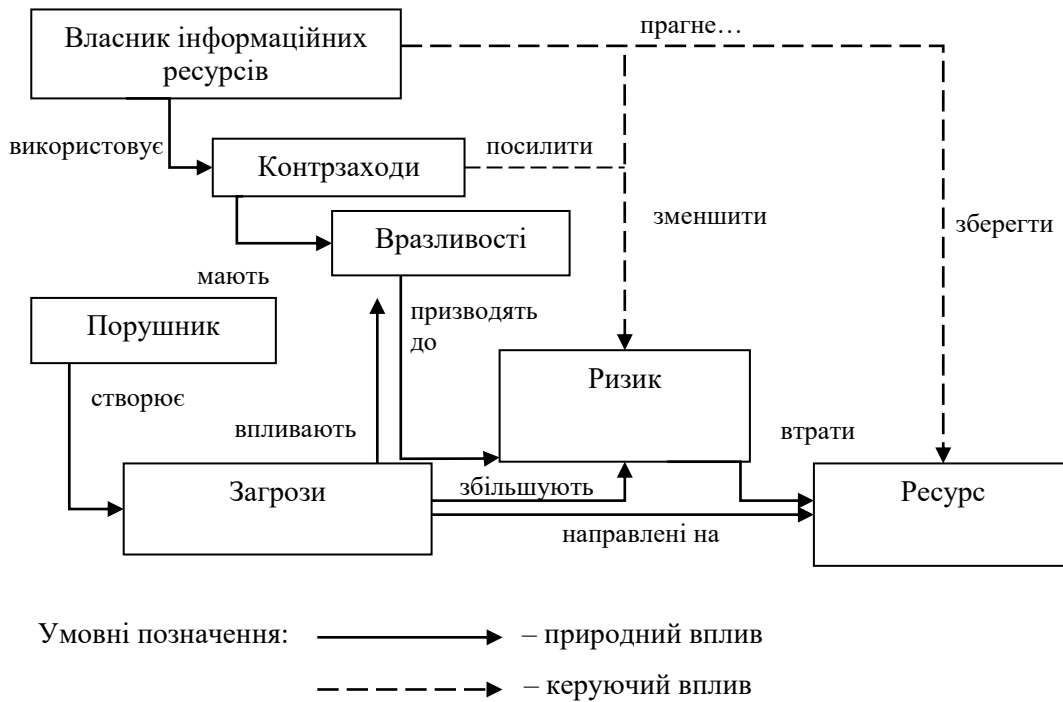 прагне…
Власник інформаційних
ресурсів
використовує
Контрзаходи
посилити
зменшити
зберегти
Вразливості
мають
Порушник
призводять
до
створює
Ризик
впливають
втрати
Загрози
збільшують
Ресурс
направлені на
Умовні позначення:
– природний вплив
– керуючий вплив